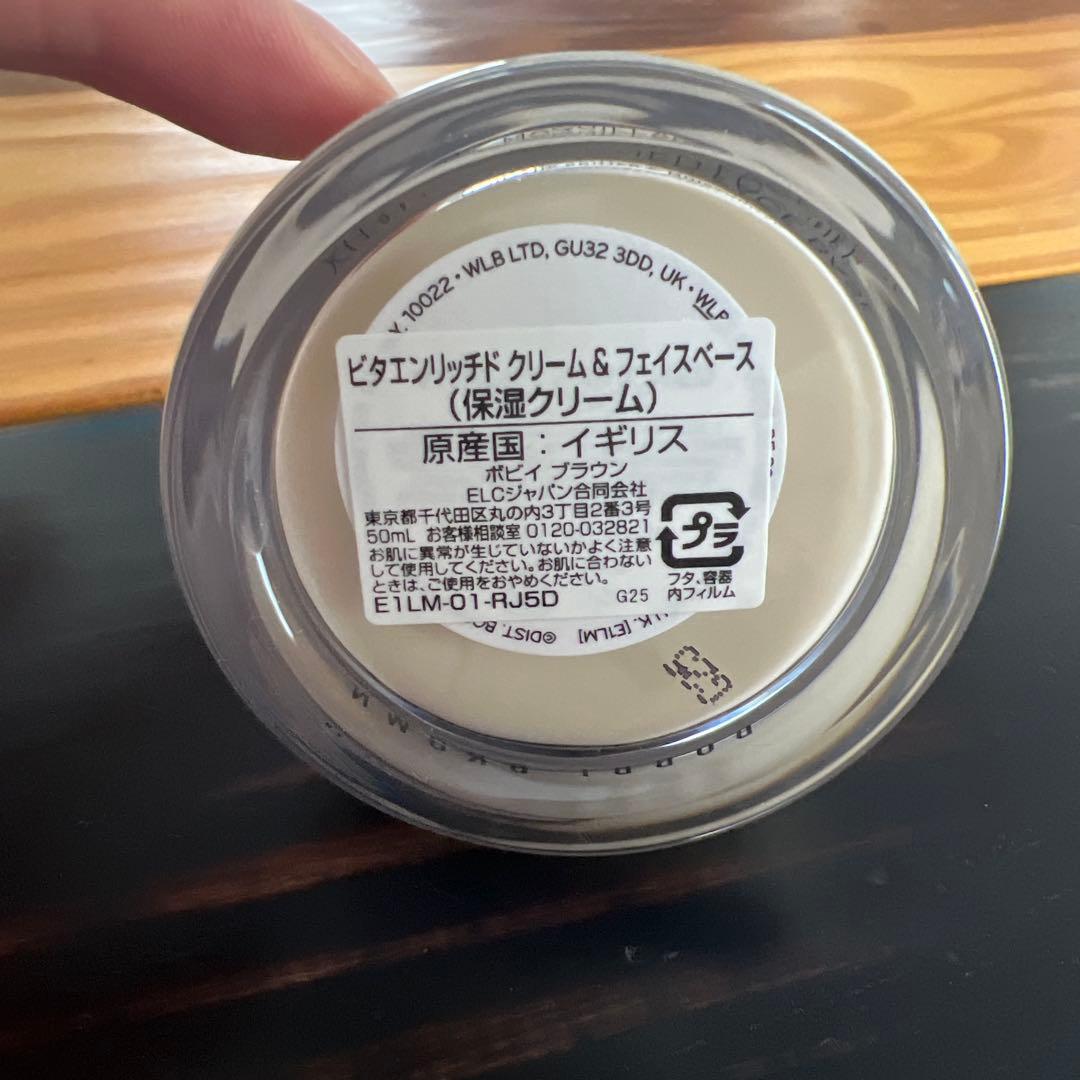 Y. 10022 • WLB LTD, GU32 3DD, UK • WLB
ビタエンリッチド クリーム & フェイスベース
(保湿クリーム)
原産国：イギリス
ボビイ ブラウン
ELCジャパン合同会社
東京都千代田区丸の内3丁目2番3号
50mL お客様相談室 0120-032821
お肌に異常が生じていないかよく注意
して使用してください。お肌に合わない
ときは、ご使用をおやめください。
E1LM-01-RJ5D
G25
プラ
フタ、容器
内フィルム
U.K. [E1LM]
©DIST. BO